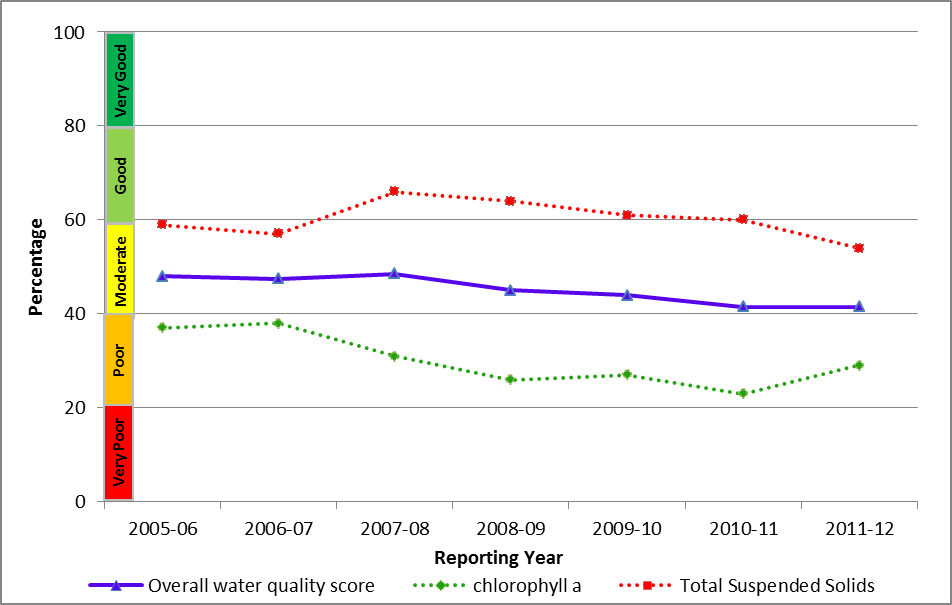 100
80
60
40
20
0
Very Good
Good
Moderate
Poor
Very Poor
Percentage
2005-06 2006-07 2007-08 2008-09 2009-10 2010-11 2011-12
Reporting Year
Overall water quality score chlorophyll a Total Suspended Solids